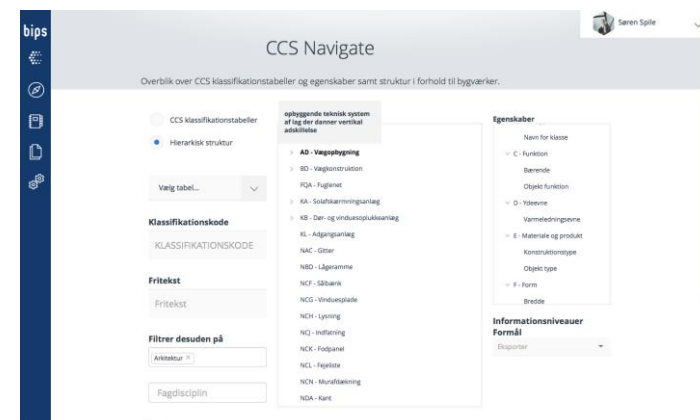 bips
Søren Spile
CCS Navigate
Overblik over CCS klassifikationstabeller og egenskaber samt struktur i forhold til bygværker.
CCS klassifikationstabeller
Hierarkisk struktur
Vælg tabel...
Klassifikationskode
KLASSIFIKATIONSKODE
Fritekst
Fritekst
Filtrer desuden på
Arkitektur ×
Fagdisciplin
opbyggende teknisk system
af lag der danner vertikal
adskillelse
AD - Vægopbygning
BD - Vægkonstruktion
FQA - Fuglenet
KA - Solafskærmningsanlæg
KB - Dør- og vinduesoplukkeanlæg
KL - Adgangsanlæg
NAC - Gitter
NBD - Lågeramme
NCF - Sålbænk
NCG - Vinduesplade
NCH - Lysning
NCJ - Indfatning
NCK - Fodpanel
NCL - Fejeliste
NCN - Murafdækning
NDA - Kant
Egenskaber
Navn for klasse
C - Funktion
Bærende
Objekt funktion
D - Ydeevne
Varmeledningsevne
E - Materiale og produkt
Konstruktionstype
Objekt type
F - Form
Bredde
Informationsniveauer
Formål
Eksporter